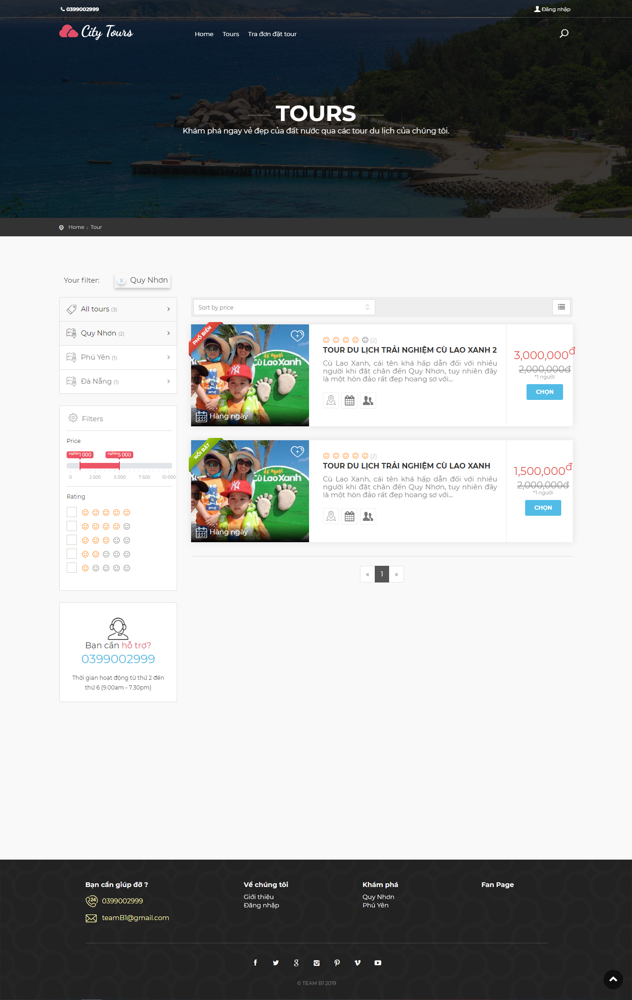 0399002999
Đăng nhập
City Tours
Home Tours Tra đơn đặt tour
TOURS
Khám phá ngay vẻ đẹp của đất nước qua các tour du lịch của chúng tôi.
Home › Tour
Your filter: x Quy Nhơn
All tours (3)
Quy Nhơn (2)
Phú Yên (1)
Đà Nẵng (1)
Filters
Price
nghìn1 000 nghìn5 000
0 2 500 5 000 7 500 10 000
Rating
Bạn cần hỗ trợ?
0399002999
Thời gian hoạt động từ thứ 2 đến
thứ 6 (9.00am - 7.30pm)
Sort by price
PHỔ BIẾN
dã ngoại
CÙ LaoXanh
Hàng ngày
(2)
TOUR DU LỊCH TRẢI NGHIỆM CÙ LAO XANH 2
Cù Lao Xanh, cái tên khá hấp dẫn đối với nhiều
người khi đặt chân đến Quy Nhơn, tuy nhiên đây
là một hòn đảo rất đẹp hoang sơ với...
3,000,000đ
2,000,000đ
*1 người
CHỌN
NỔI BẬT
dã ngoại
CÙ LaoXanh
Hàng ngày
(2)
TOUR DU LỊCH TRẢI NGHIỆM CÙ LAO XANH
Cù Lao Xanh, cái tên khá hấp dẫn đối với nhiều
người khi đặt chân đến Quy Nhơn, tuy nhiên đây
là một hòn đảo rất đẹp hoang sơ với...
1,500,000đ
2,000,000đ
*1 người
CHỌN
« 1 »
Bạn cần giúp đỡ ?
0399002999
teamB1@gmail.com
Về chúng tôi
Giới thiệu
Đăng nhập
Khám phá
Quy Nhơn
Phú Yên
Fan Page
© TEAM B1 2019